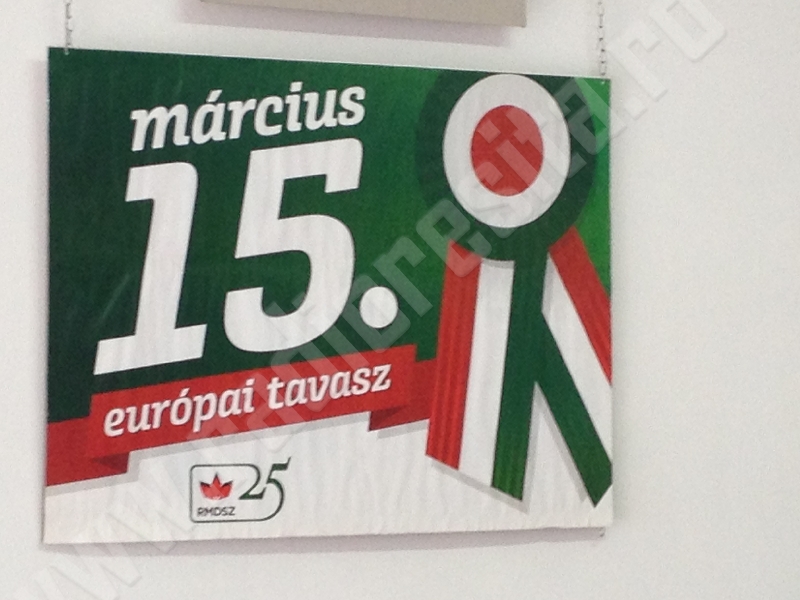 március
15.
európai tavasz
RMDSZ 25